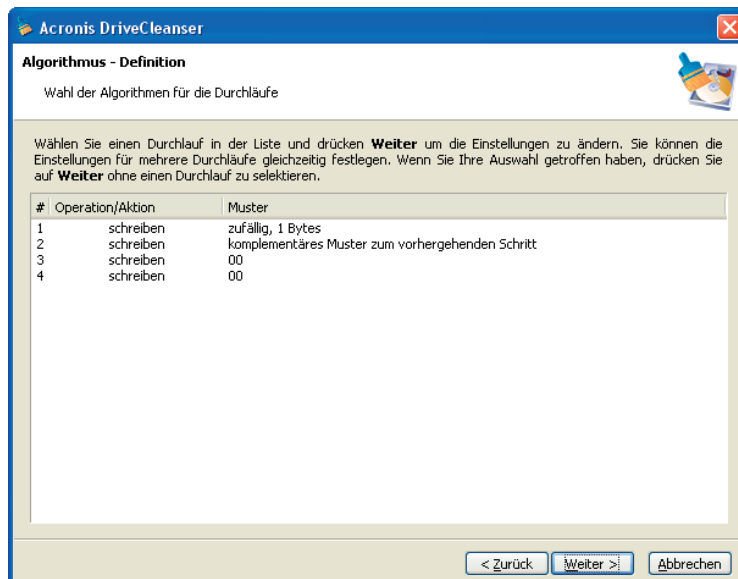 Acronis DriveCleanser
Algorithmus - Definition
Wahl der Algorithmen für die Durchläufe
Wählen Sie einen Durchlauf in der Liste und drücken Weiter um die Einstellungen zu ändern. Sie können die
Einstellungen für mehrere Durchläufe gleichzeitig festlegen. Wenn Sie Ihre Auswahl getroffen haben, drücken Sie
auf Weiter ohne einen Durchlauf zu selektieren.
# Operation/Aktion Muster
1 schreiben zufällig, 1 Bytes
2 schreiben komplementäres Muster zum vorhergehenden Schritt
3 schreiben 00
4 schreiben 00
< Zurück Weiter > Abbrechen